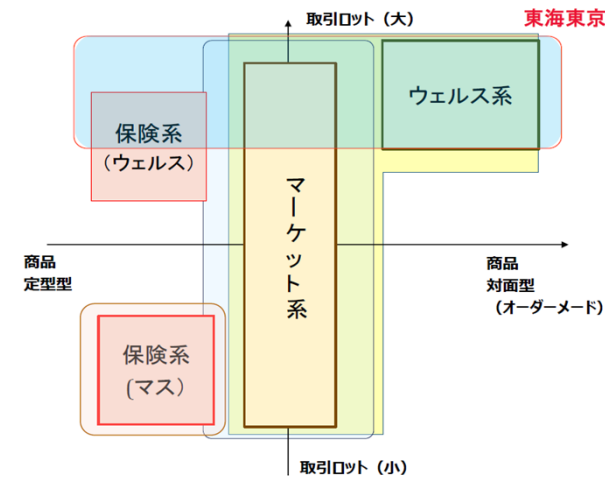 取引ロット（大）
東海東京
ウェルス系
保険系
（ウェルス）
マーケット系
商品
定型型
商品
対面型
（オーダーメード）
保険系
(マス）
取引ロット（小）